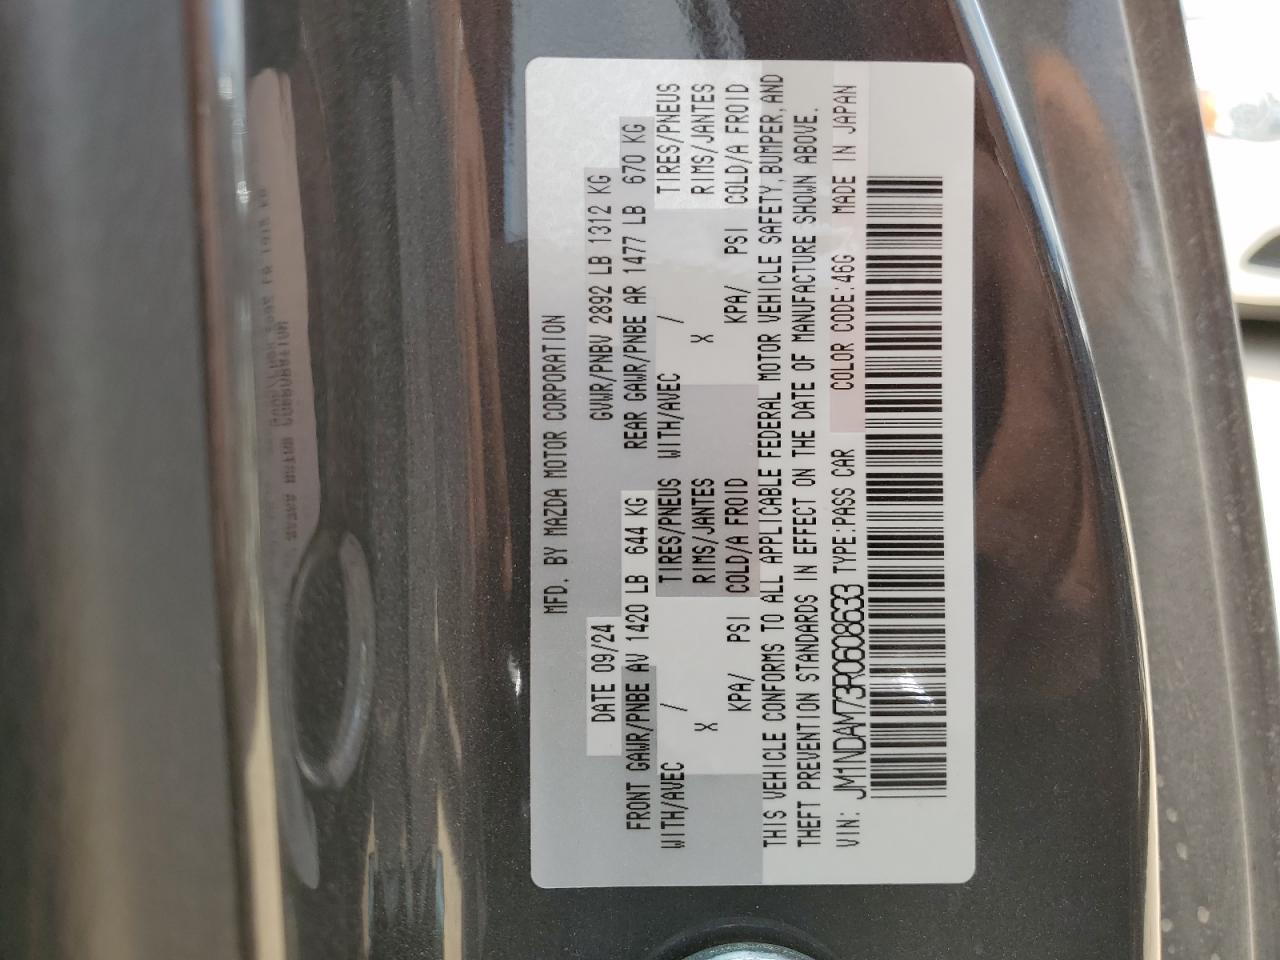 MFD. BY MAZDA MOTOR CORPORATION
DATE 09/24 GVWR/PNBV 2892 LB 1312 KG
FRONT GAWR/PNBE AV 1420 LB 644 KG REAR GAWR/PNBE AR 1477 LB 670 KG
WITH/AVEC / TIRES/PNEUS WITH/AVEC / TIRES/PNEUS
X RIMS/JANTES X RIMS/JANTES
KPA/ PSI COLD/A FROID KPA/ PSI COLD/A FROID
THIS VEHICLE CONFORMS TO ALL APPLICABLE FEDERAL MOTOR VEHICLE SAFETY, BUMPER, AND
THEFT PREVENTION STANDARDS IN EFFECT ON THE DATE OF MANUFACTURE SHOWN ABOVE.
VIN: JM1NDAM73R0608633 TYPE:PASS CAR COLOR CODE:46G MADE IN JAPAN